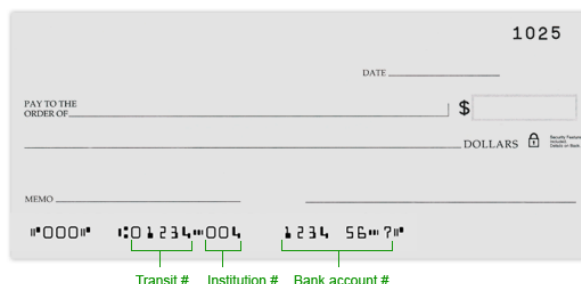 1025
DATE
PAY TO THE
ORDER OF
$
DOLLARS
MEMO
⑈000⑈ ⑆01234⑉004 1234 56⑉7⑈
Transit # Institution # Bank account #